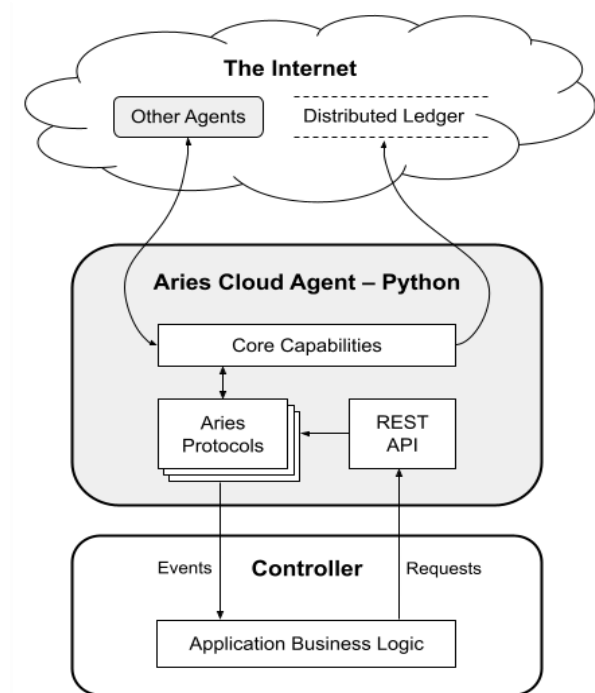 The Internet
Other Agents
Distributed Ledger
Aries Cloud Agent – Python
Core Capabilities
Aries
Protocols
REST
API
Events
Controller
Requests
Application Business Logic